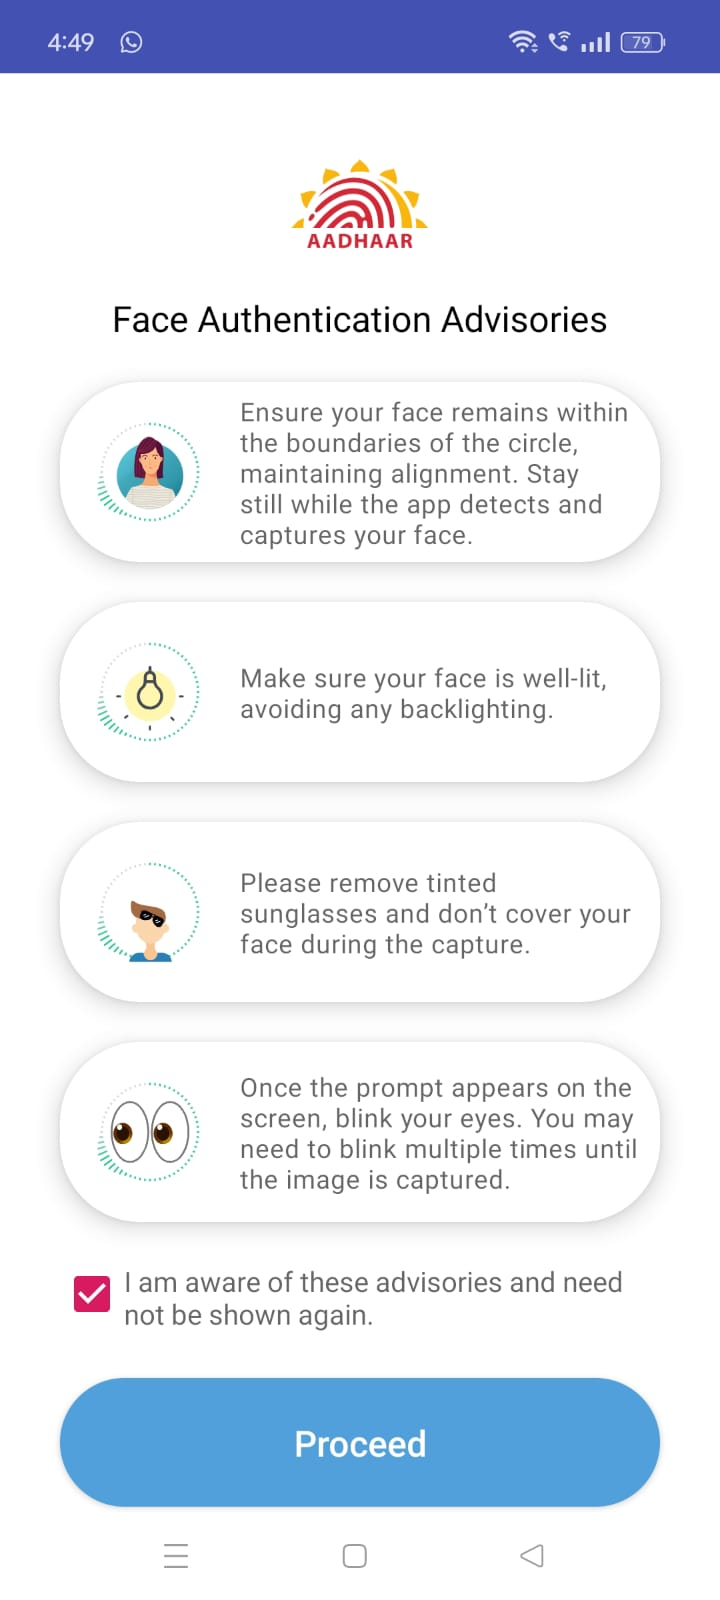 4:49
79
AADHAAR
Face Authentication Advisories
Ensure your face remains within
the boundaries of the circle,
maintaining alignment. Stay
still while the app detects and
captures your face.
Make sure your face is well-lit,
avoiding any backlighting.
Please remove tinted
sunglasses and don’t cover your
face during the capture.
Once the prompt appears on the
screen, blink your eyes. You may
need to blink multiple times until
the image is captured.
I am aware of these advisories and need
not be shown again.
Proceed